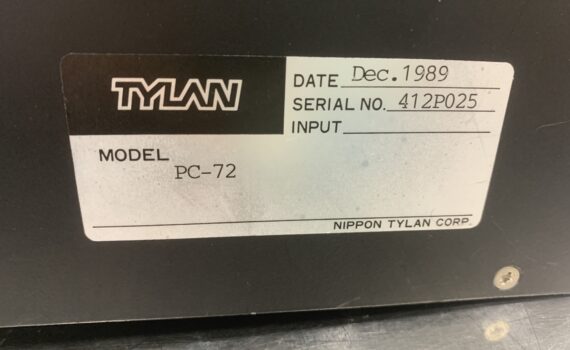 TYLAN
DATE Dec.1989
SERIAL NO. 412P025
INPUT
MODEL
PC-72
NIPPON TYLAN CORP.